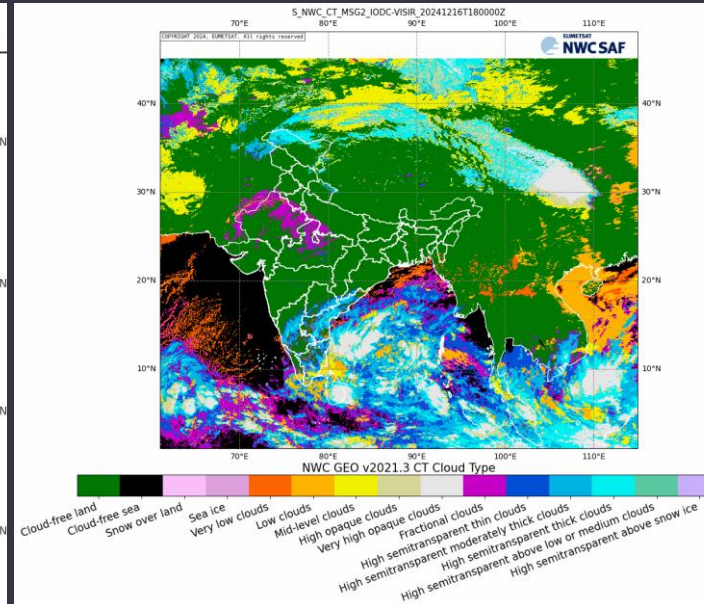 S_NWC_CT_MSG2_IODC-VISIR_20241216T180000Z
70°E 80°E 90°E 100°E 110°E
COPYRIGHT 2024, EUMETSAT, All rights reserved
EUMETSAT
NWC SAF
40°N 40°N
30°N 30°N
20°N 20°N
10°N 10°N
70°E 80°E 90°E 100°E 110°E
NWC GEO v2021.3 CT Cloud Type
Cloud-free land
Cloud-free sea
Snow over land
Sea ice
Very low clouds
Low clouds
Mid-level clouds
High opaque clouds
Very high opaque clouds
Fractional clouds
High semitransparent thin clouds
High semitransparent moderately thick clouds
High semitransparent thick clouds
High semitransparent above low or medium clouds
High semitransparent above snow ice
N
N
N
N